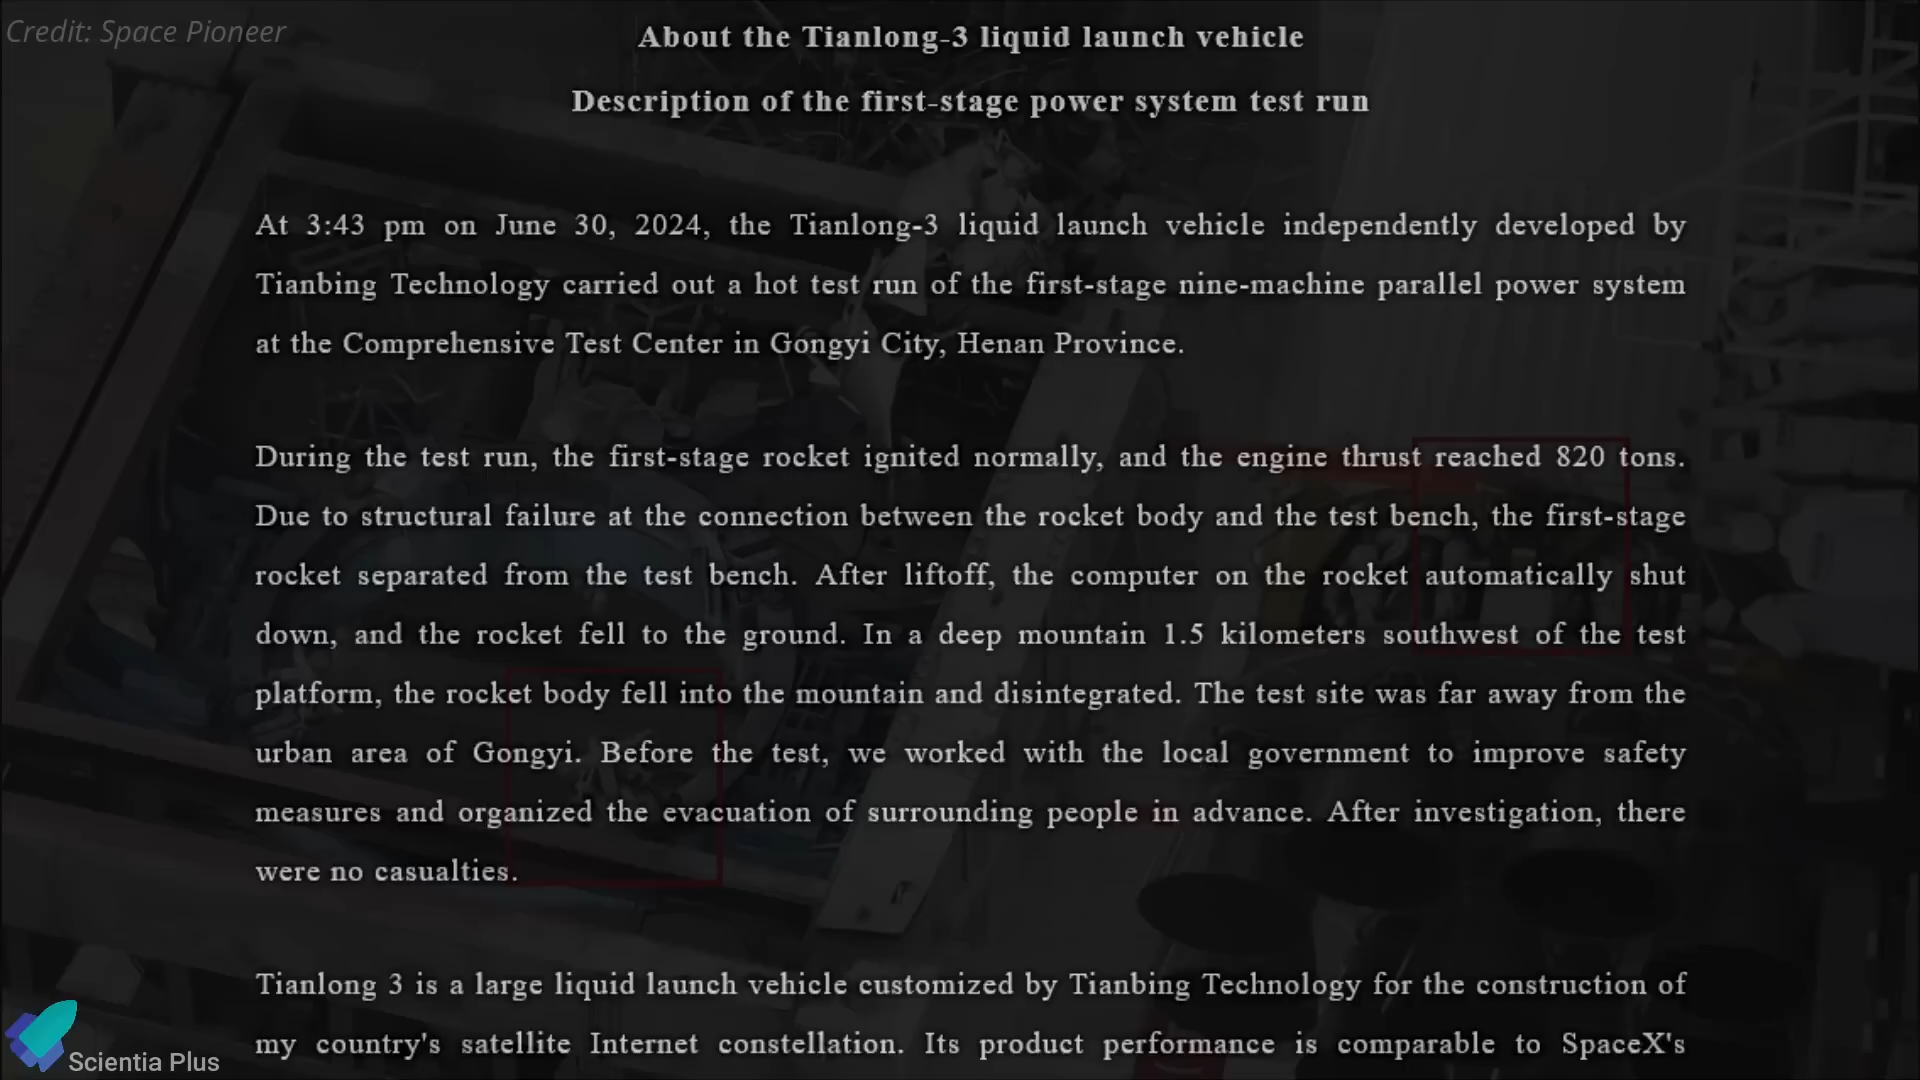 Credit: Space Pioneer
About the Tianlong-3 liquid launch vehicle
Description of the first-stage power system test run
At 3:43 pm on June 30, 2024, the Tianlong-3 liquid launch vehicle independently developed by
Tianbing Technology carried out a hot test run of the first-stage nine-machine parallel power system
at the Comprehensive Test Center in Gongyi City, Henan Province.
During the test run, the first-stage rocket ignited normally, and the engine thrust reached 820 tons.
Due to structural failure at the connection between the rocket body and the test bench, the first-stage
rocket separated from the test bench. After liftoff, the computer on the rocket automatically shut
down, and the rocket fell to the ground. In a deep mountain 1.5 kilometers southwest of the test
platform, the rocket body fell into the mountain and disintegrated. The test site was far away from the
urban area of Gongyi. Before the test, we worked with the local government to improve safety
measures and organized the evacuation of surrounding people in advance. After investigation, there
were no casualties.
Tianlong 3 is a large liquid launch vehicle customized by Tianbing Technology for the construction of
my country's satellite Internet constellation. Its product performance is comparable to SpaceX's
Scientia Plus